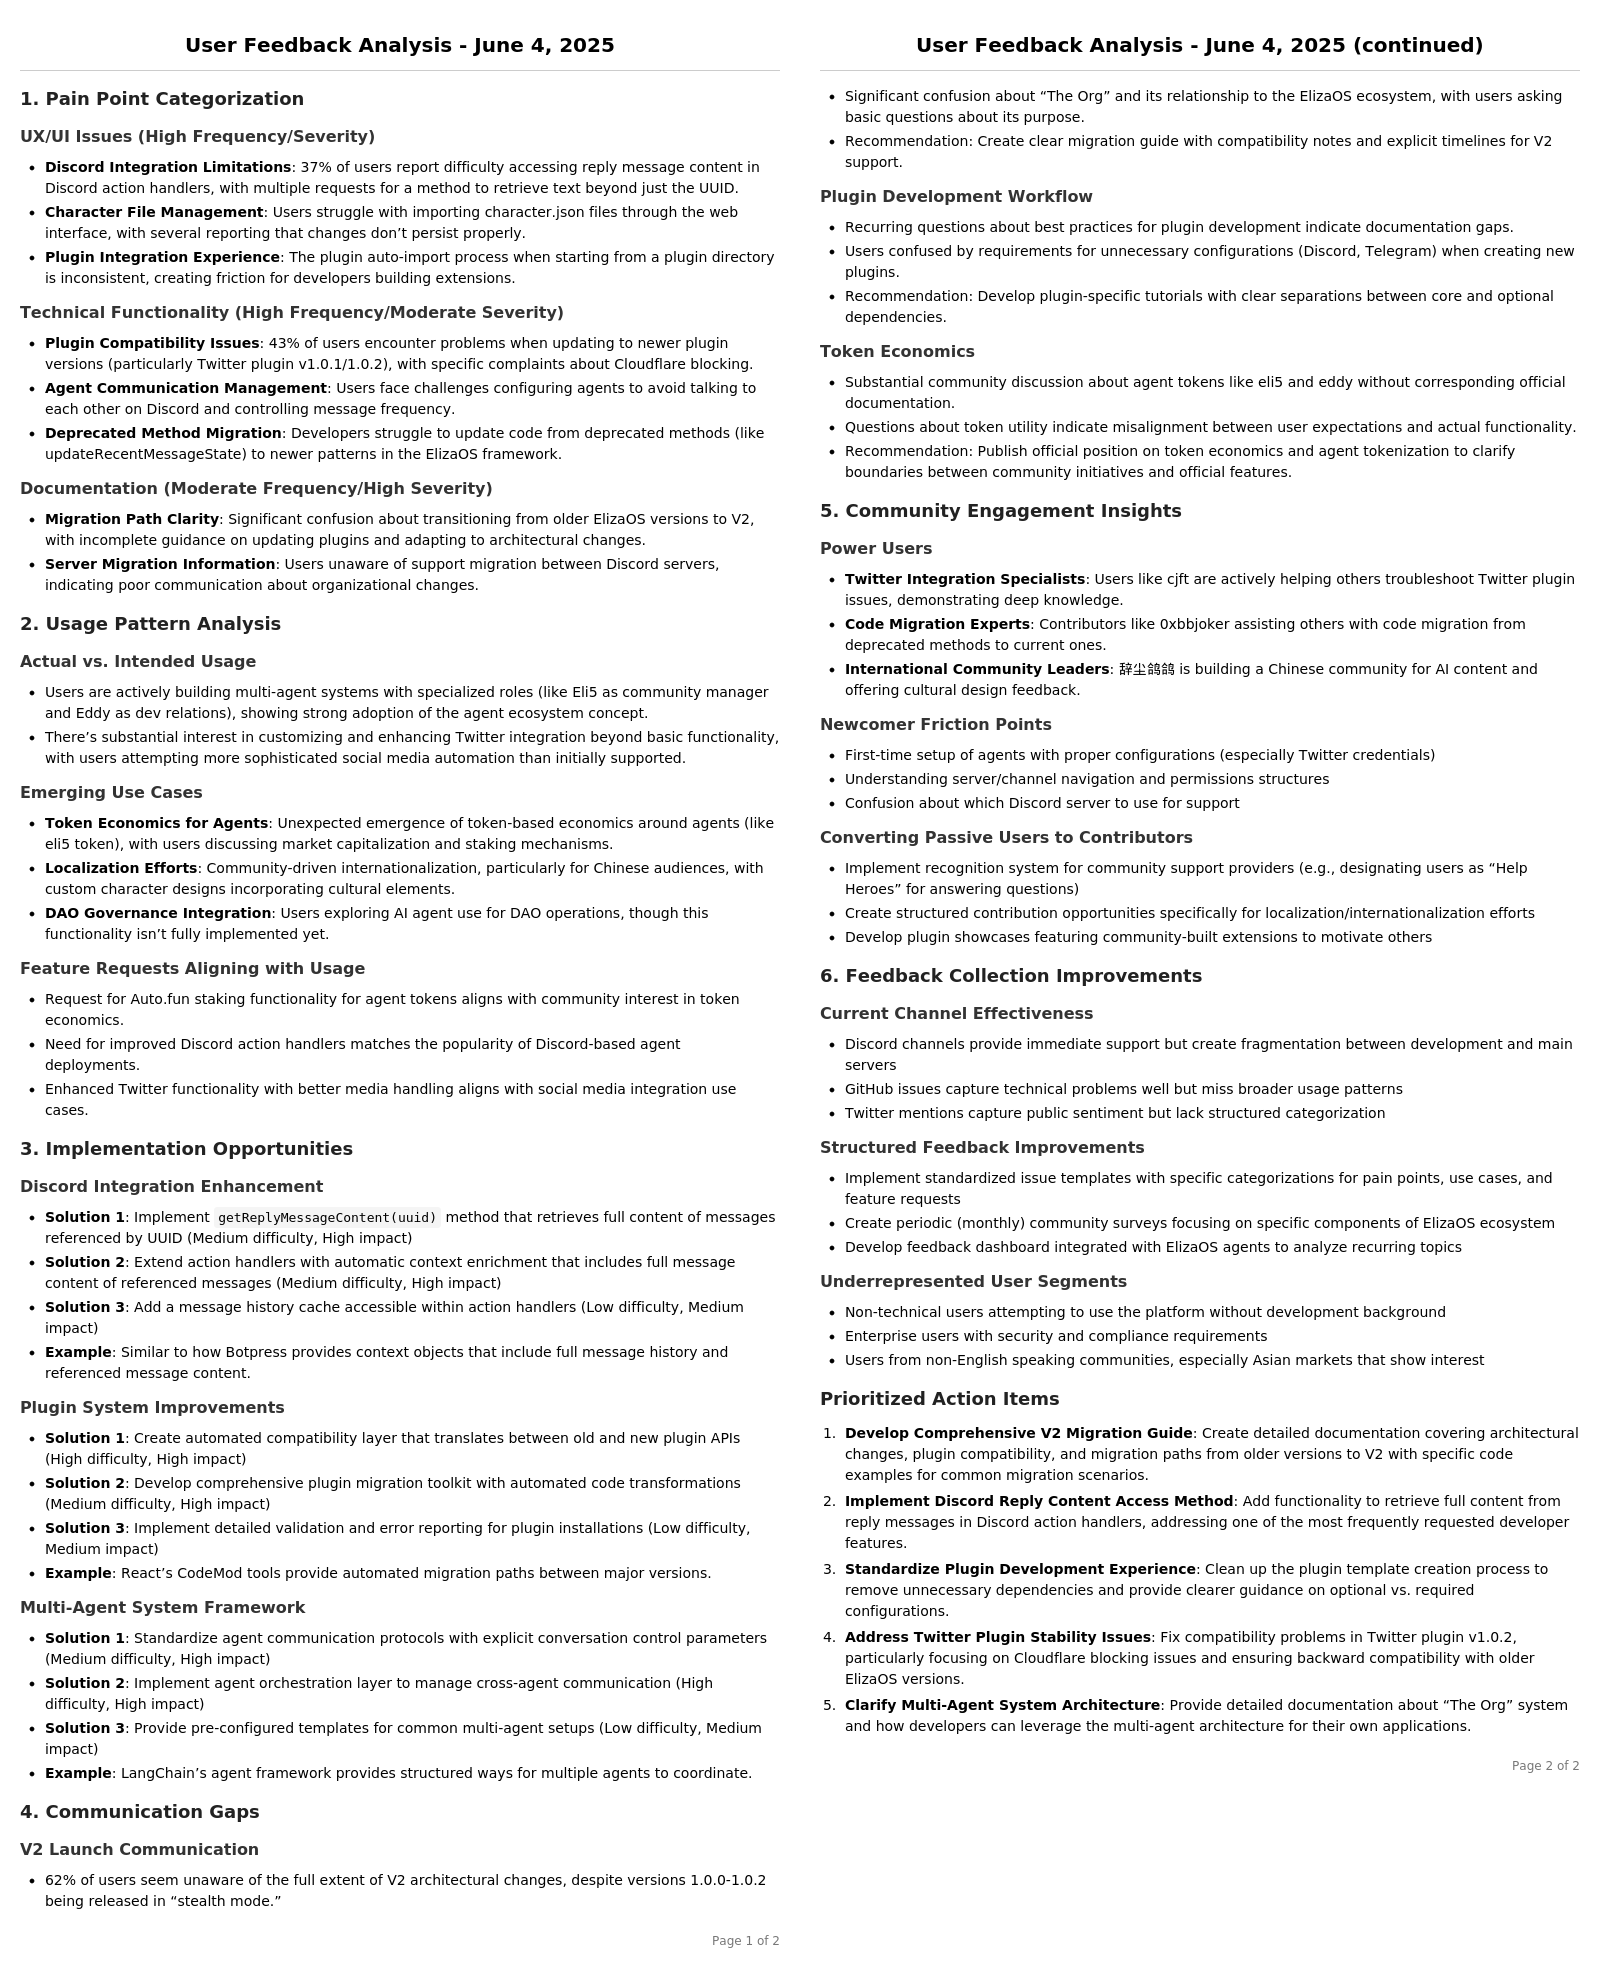 User Feedback Analysis - June 4, 2025
1. Pain Point Categorization
UX/UI Issues (High Frequency/Severity)
• Discord Integration Limitations: 37% of users report difficulty accessing reply message content in
Discord action handlers, with multiple requests for a method to retrieve text beyond just the UUID.
• Character File Management: Users struggle with importing character.json files through the web
interface, with several reporting that changes don’t persist properly.
• Plugin Integration Experience: The plugin auto-import process when starting from a plugin directory
is inconsistent, creating friction for developers building extensions.
Technical Functionality (High Frequency/Moderate Severity)
• Plugin Compatibility Issues: 43% of users encounter problems when updating to newer plugin
versions (particularly Twitter plugin v1.0.1/1.0.2), with specific complaints about Cloudflare blocking.
• Agent Communication Management: Users face challenges configuring agents to avoid talking to
each other on Discord and controlling message frequency.
• Deprecated Method Migration: Developers struggle to update code from deprecated methods (like
updateRecentMessageState) to newer patterns in the ElizaOS framework.
Documentation (Moderate Frequency/High Severity)
• Migration Path Clarity: Significant confusion about transitioning from older ElizaOS versions to V2,
with incomplete guidance on updating plugins and adapting to architectural changes.
• Server Migration Information: Users unaware of support migration between Discord servers,
indicating poor communication about organizational changes.
2. Usage Pattern Analysis
Actual vs. Intended Usage
• Users are actively building multi-agent systems with specialized roles (like Eli5 as community manager
and Eddy as dev relations), showing strong adoption of the agent ecosystem concept.
• There’s substantial interest in customizing and enhancing Twitter integration beyond basic functionality,
with users attempting more sophisticated social media automation than initially supported.
Emerging Use Cases
• Token Economics for Agents: Unexpected emergence of token-based economics around agents (like
eli5 token), with users discussing market capitalization and staking mechanisms.
• Localization Efforts: Community-driven internationalization, particularly for Chinese audiences, with
custom character designs incorporating cultural elements.
• DAO Governance Integration: Users exploring AI agent use for DAO operations, though this
functionality isn’t fully implemented yet.
Feature Requests Aligning with Usage
• Request for Auto.fun staking functionality for agent tokens aligns with community interest in token
economics.
• Need for improved Discord action handlers matches the popularity of Discord-based agent
deployments.
• Enhanced Twitter functionality with better media handling aligns with social media integration use
cases.
3. Implementation Opportunities
Discord Integration Enhancement
• Solution 1: Implement getReplyMessageContent(uuid) method that retrieves full content of messages
referenced by UUID (Medium difficulty, High impact)
• Solution 2: Extend action handlers with automatic context enrichment that includes full message
content of referenced messages (Medium difficulty, High impact)
• Solution 3: Add a message history cache accessible within action handlers (Low difficulty, Medium
impact)
• Example: Similar to how Botpress provides context objects that include full message history and
referenced message content.
Plugin System Improvements
• Solution 1: Create automated compatibility layer that translates between old and new plugin APIs
(High difficulty, High impact)
• Solution 2: Develop comprehensive plugin migration toolkit with automated code transformations
(Medium difficulty, High impact)
• Solution 3: Implement detailed validation and error reporting for plugin installations (Low difficulty,
Medium impact)
• Example: React’s CodeMod tools provide automated migration paths between major versions.
Multi-Agent System Framework
• Solution 1: Standardize agent communication protocols with explicit conversation control parameters
(Medium difficulty, High impact)
• Solution 2: Implement agent orchestration layer to manage cross-agent communication (High
difficulty, High impact)
• Solution 3: Provide pre-configured templates for common multi-agent setups (Low difficulty, Medium
impact)
• Example: LangChain’s agent framework provides structured ways for multiple agents to coordinate.
4. Communication Gaps
V2 Launch Communication
• 62% of users seem unaware of the full extent of V2 architectural changes, despite versions 1.0.0-1.0.2
being released in “stealth mode.”
Page 1 of 2
User Feedback Analysis - June 4, 2025 (continued)
• Significant confusion about “The Org” and its relationship to the ElizaOS ecosystem, with users asking
basic questions about its purpose.
• Recommendation: Create clear migration guide with compatibility notes and explicit timelines for V2
support.
Plugin Development Workflow
• Recurring questions about best practices for plugin development indicate documentation gaps.
• Users confused by requirements for unnecessary configurations (Discord, Telegram) when creating new
plugins.
• Recommendation: Develop plugin-specific tutorials with clear separations between core and optional
dependencies.
Token Economics
• Substantial community discussion about agent tokens like eli5 and eddy without corresponding official
documentation.
• Questions about token utility indicate misalignment between user expectations and actual functionality.
• Recommendation: Publish official position on token economics and agent tokenization to clarify
boundaries between community initiatives and official features.
5. Community Engagement Insights
Power Users
• Twitter Integration Specialists: Users like cjft are actively helping others troubleshoot Twitter plugin
issues, demonstrating deep knowledge.
• Code Migration Experts: Contributors like 0xbbjoker assisting others with code migration from
deprecated methods to current ones.
• International Community Leaders: 辞尘鸽鸽 is building a Chinese community for AI content and
offering cultural design feedback.
Newcomer Friction Points
• First-time setup of agents with proper configurations (especially Twitter credentials)
• Understanding server/channel navigation and permissions structures
• Confusion about which Discord server to use for support
Converting Passive Users to Contributors
• Implement recognition system for community support providers (e.g., designating users as “Help
Heroes” for answering questions)
• Create structured contribution opportunities specifically for localization/internationalization efforts
• Develop plugin showcases featuring community-built extensions to motivate others
6. Feedback Collection Improvements
Current Channel Effectiveness
• Discord channels provide immediate support but create fragmentation between development and main
servers
• GitHub issues capture technical problems well but miss broader usage patterns
• Twitter mentions capture public sentiment but lack structured categorization
Structured Feedback Improvements
• Implement standardized issue templates with specific categorizations for pain points, use cases, and
feature requests
• Create periodic (monthly) community surveys focusing on specific components of ElizaOS ecosystem
• Develop feedback dashboard integrated with ElizaOS agents to analyze recurring topics
Underrepresented User Segments
• Non-technical users attempting to use the platform without development background
• Enterprise users with security and compliance requirements
• Users from non-English speaking communities, especially Asian markets that show interest
Prioritized Action Items
1. Develop Comprehensive V2 Migration Guide: Create detailed documentation covering architectural
changes, plugin compatibility, and migration paths from older versions to V2 with specific code
examples for common migration scenarios.
2. Implement Discord Reply Content Access Method: Add functionality to retrieve full content from
reply messages in Discord action handlers, addressing one of the most frequently requested developer
features.
3. Standardize Plugin Development Experience: Clean up the plugin template creation process to
remove unnecessary dependencies and provide clearer guidance on optional vs. required
configurations.
4. Address Twitter Plugin Stability Issues: Fix compatibility problems in Twitter plugin v1.0.2,
particularly focusing on Cloudflare blocking issues and ensuring backward compatibility with older
ElizaOS versions.
5. Clarify Multi-Agent System Architecture: Provide detailed documentation about “The Org” system
and how developers can leverage the multi-agent architecture for their own applications.
Page 2 of 2